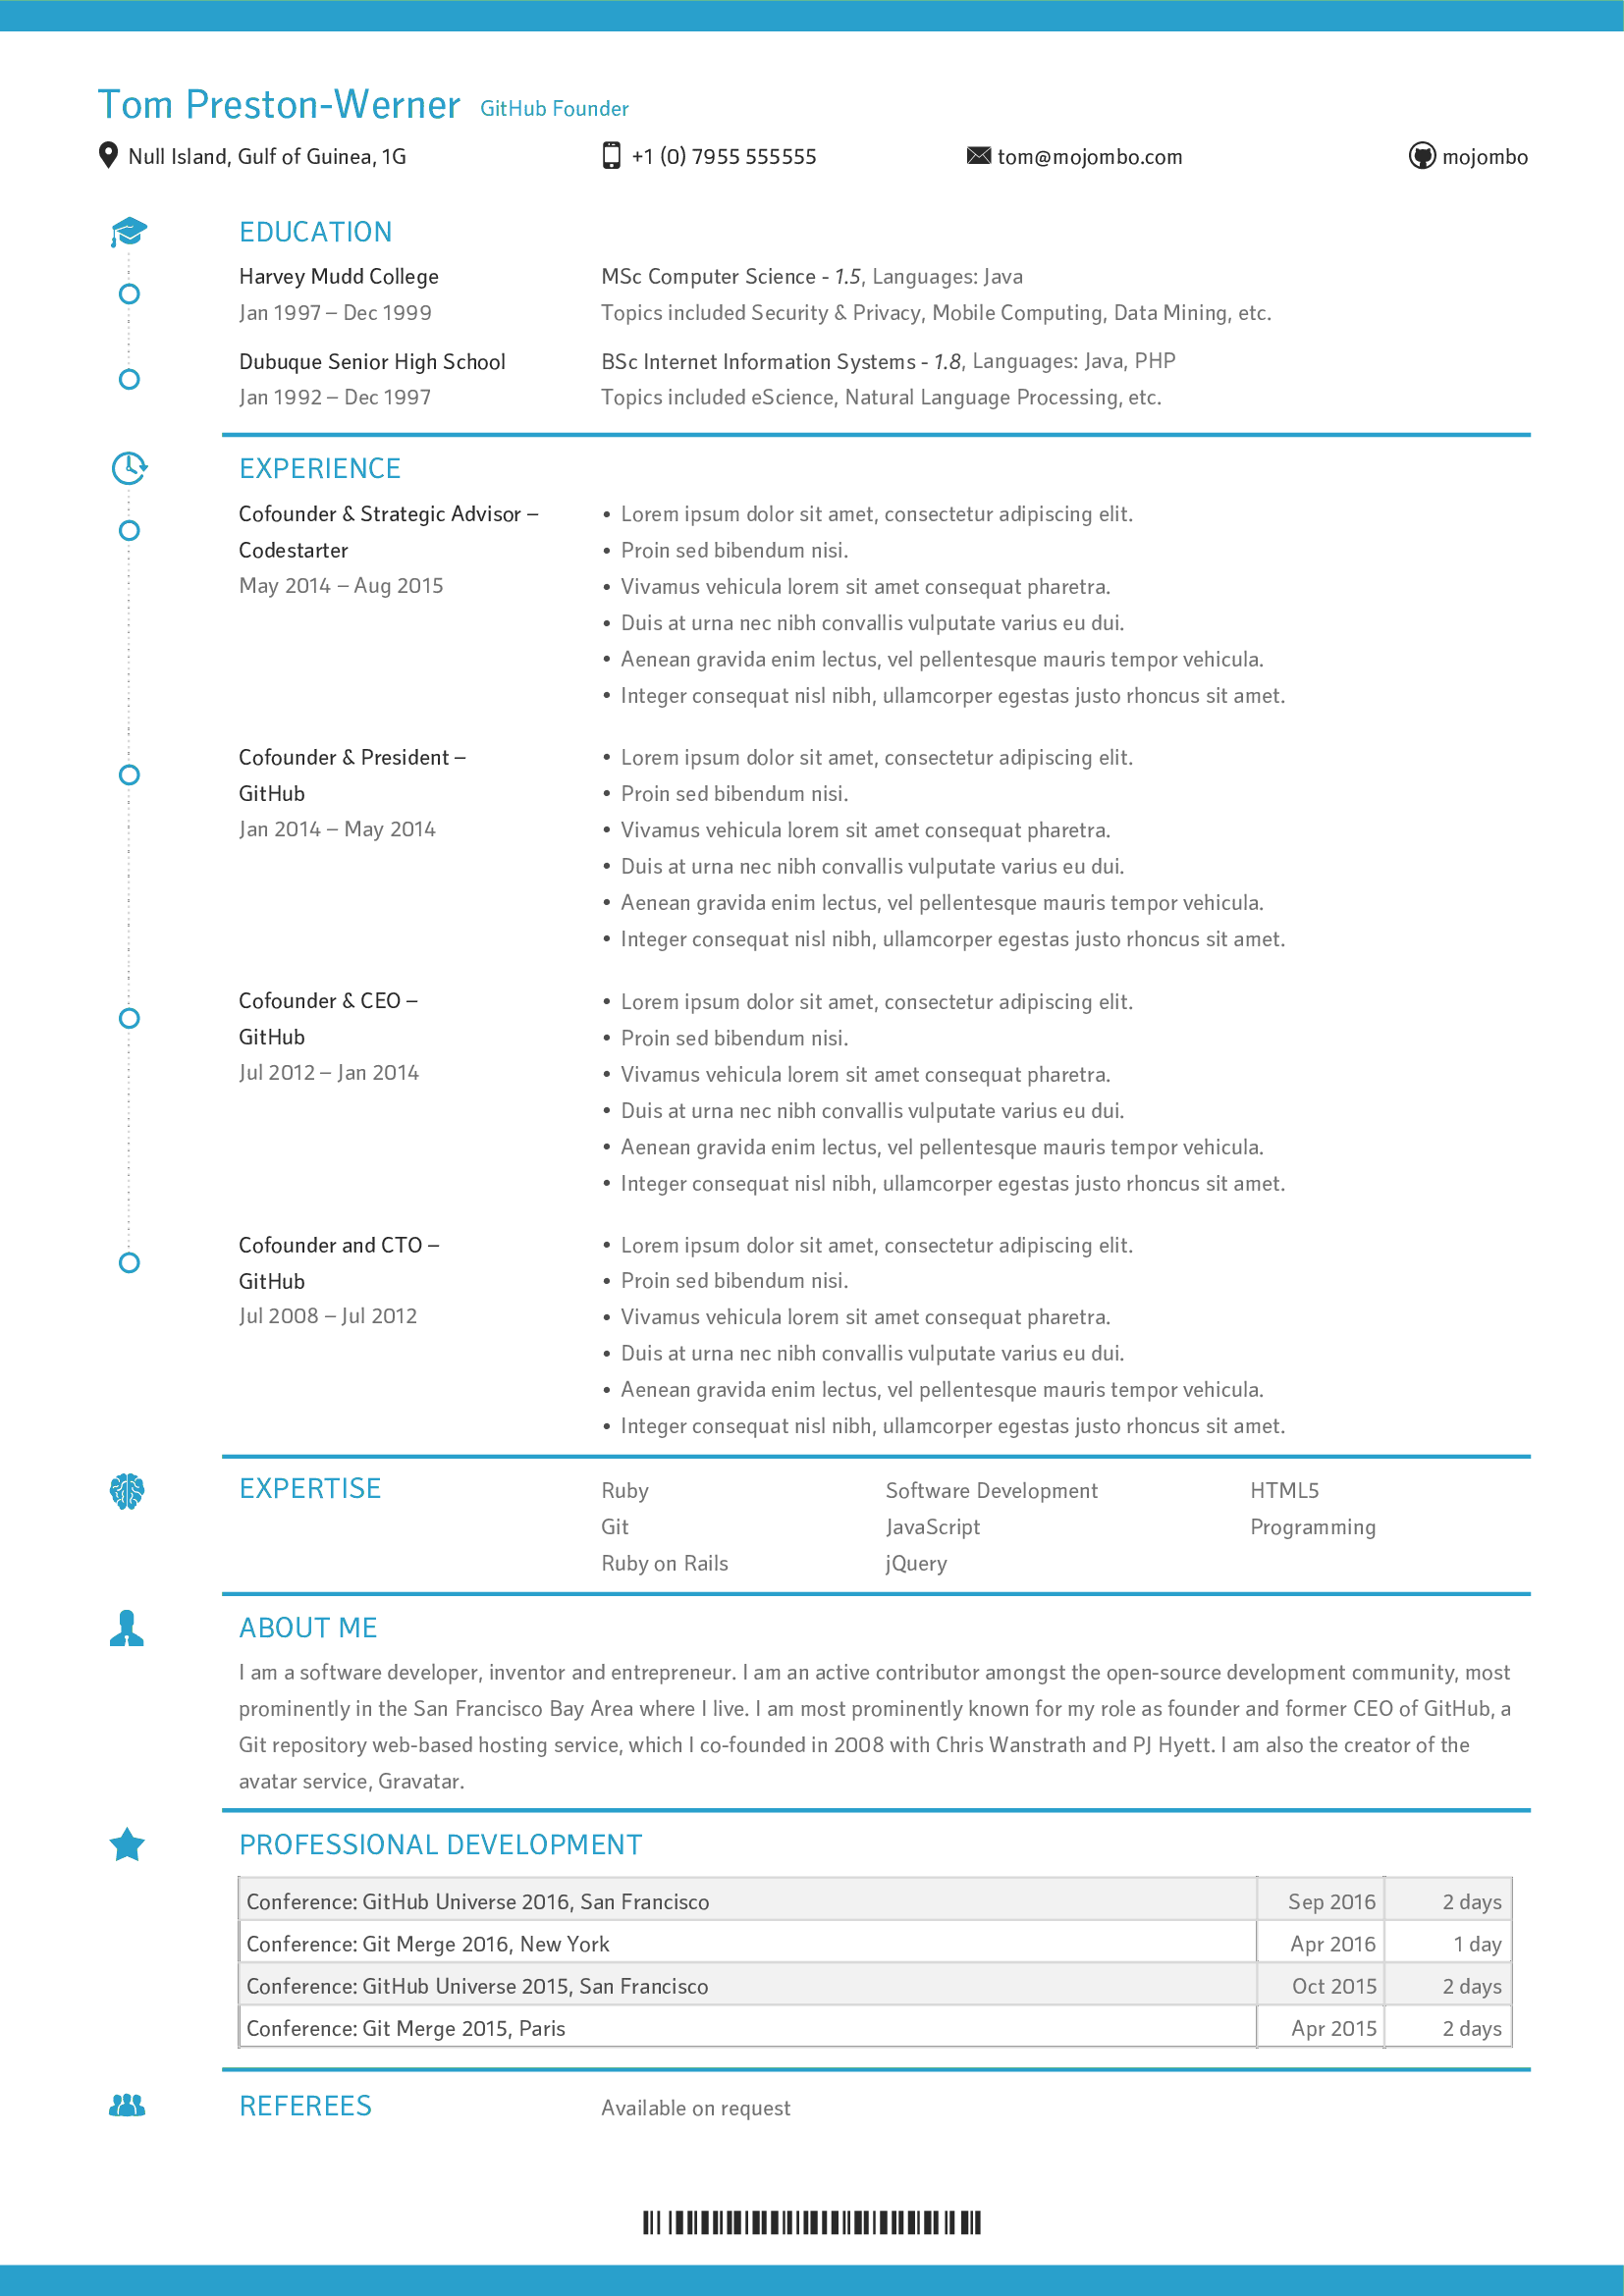 Tom Preston-Werner GitHub Founder
Null Island, Gulf of Guinea, 1G +1 (0) 7955 555555 tom@mojombo.com mojombo
EDUCATION
Harvey Mudd College MSc Computer Science - 1.5, Languages: Java
Jan 1997 – Dec 1999 Topics included Security & Privacy, Mobile Computing, Data Mining, etc.
Dubuque Senior High School BSc Internet Information Systems - 1.8, Languages: Java, PHP
Jan 1992 – Dec 1997 Topics included eScience, Natural Language Processing, etc.
EXPERIENCE
Cofounder & Strategic Advisor – • Lorem ipsum dolor sit amet, consectetur adipiscing elit.
Codestarter • Proin sed bibendum nisi.
May 2014 – Aug 2015 • Vivamus vehicula lorem sit amet consequat pharetra.
• Duis at urna nec nibh convallis vulputate varius eu dui.
• Aenean gravida enim lectus, vel pellentesque mauris tempor vehicula.
• Integer consequat nisl nibh, ullamcorper egestas justo rhoncus sit amet.
Cofounder & President – • Lorem ipsum dolor sit amet, consectetur adipiscing elit.
GitHub • Proin sed bibendum nisi.
Jan 2014 – May 2014 • Vivamus vehicula lorem sit amet consequat pharetra.
• Duis at urna nec nibh convallis vulputate varius eu dui.
• Aenean gravida enim lectus, vel pellentesque mauris tempor vehicula.
• Integer consequat nisl nibh, ullamcorper egestas justo rhoncus sit amet.
Cofounder & CEO – • Lorem ipsum dolor sit amet, consectetur adipiscing elit.
GitHub • Proin sed bibendum nisi.
Jul 2012 – Jan 2014 • Vivamus vehicula lorem sit amet consequat pharetra.
• Duis at urna nec nibh convallis vulputate varius eu dui.
• Aenean gravida enim lectus, vel pellentesque mauris tempor vehicula.
• Integer consequat nisl nibh, ullamcorper egestas justo rhoncus sit amet.
Cofounder and CTO – • Lorem ipsum dolor sit amet, consectetur adipiscing elit.
GitHub • Proin sed bibendum nisi.
Jul 2008 – Jul 2012 • Vivamus vehicula lorem sit amet consequat pharetra.
• Duis at urna nec nibh convallis vulputate varius eu dui.
• Aenean gravida enim lectus, vel pellentesque mauris tempor vehicula.
• Integer consequat nisl nibh, ullamcorper egestas justo rhoncus sit amet.
EXPERTISE Ruby Software Development HTML5
Git JavaScript Programming
Ruby on Rails jQuery
ABOUT ME
I am a software developer, inventor and entrepreneur. I am an active contributor amongst the open-source development community, most
prominently in the San Francisco Bay Area where I live. I am most prominently known for my role as founder and former CEO of GitHub, a
Git repository web-based hosting service, which I co-founded in 2008 with Chris Wanstrath and PJ Hyett. I am also the creator of the
avatar service, Gravatar.
PROFESSIONAL DEVELOPMENT
Conference: GitHub Universe 2016, San Francisco Sep 2016 2 days
Conference: Git Merge 2016, New York Apr 2016 1 day
Conference: GitHub Universe 2015, San Francisco Oct 2015 2 days
Conference: Git Merge 2015, Paris Apr 2015 2 days
REFEREES Available on request